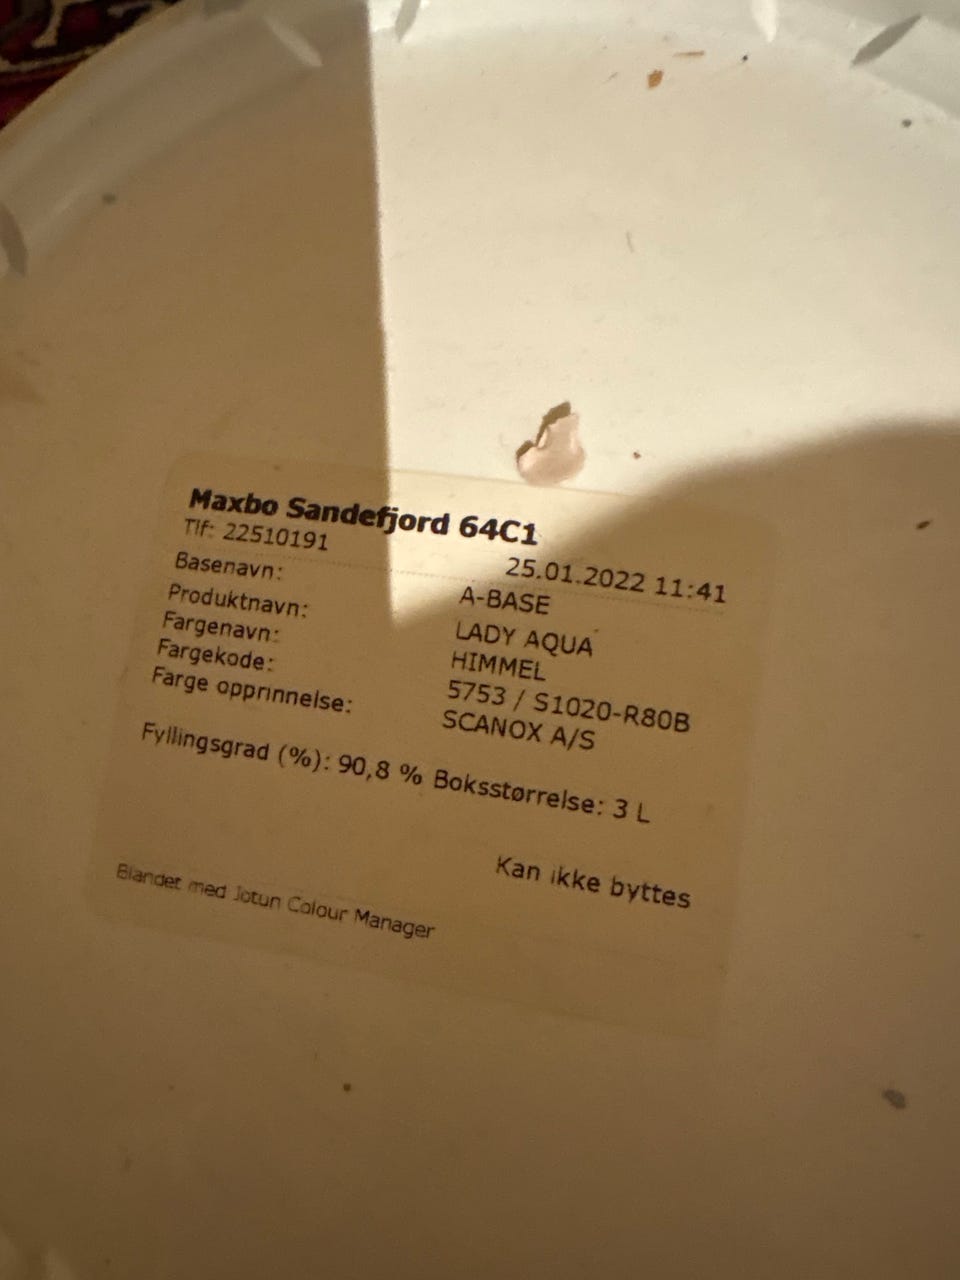 Maxbo Sandefjord 64C1
Tlf: 22510191
25.01.2022 11:41
Basenavn: A-BASE
Produktnavn: LADY AQUA
Fargenavn: HIMMEL
Fargekode: 5753 / S1020-R80B
Farge opprinnelse: SCANOX A/S
Fyllingsgrad (%): 90,8 % Boksstørrelse: 3 L
Kan ikke byttes
Blandet med Jotun Colour Manager